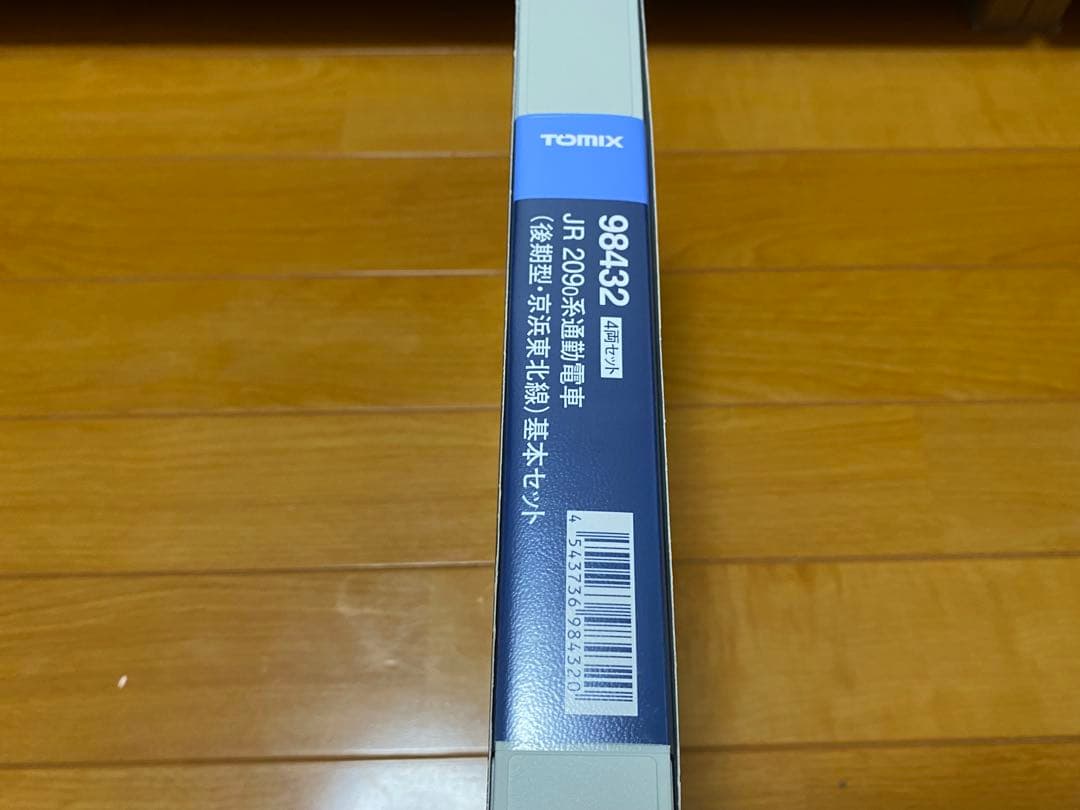 TOMIX
98432 4両セット
JR 209₀系通勤電車
(後期型・京浜東北線)基本セット
4 543736 984320